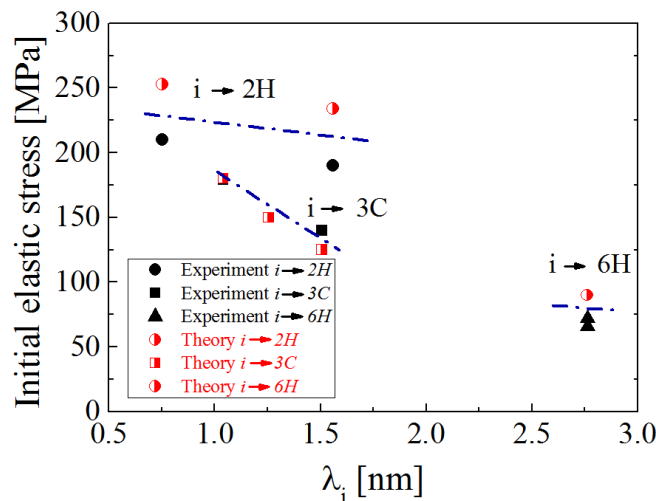 300
250
200
150
100
50
0
Initial elastic stress [MPa]
i → 2H
i → 3C
i → 6H
Experiment i → 2H
Experiment i → 3C
Experiment i → 6H
Theory i → 2H
Theory i → 3C
Theory i → 6H
0.5 1.0 1.5 2.0 2.5 3.0
λi [nm]